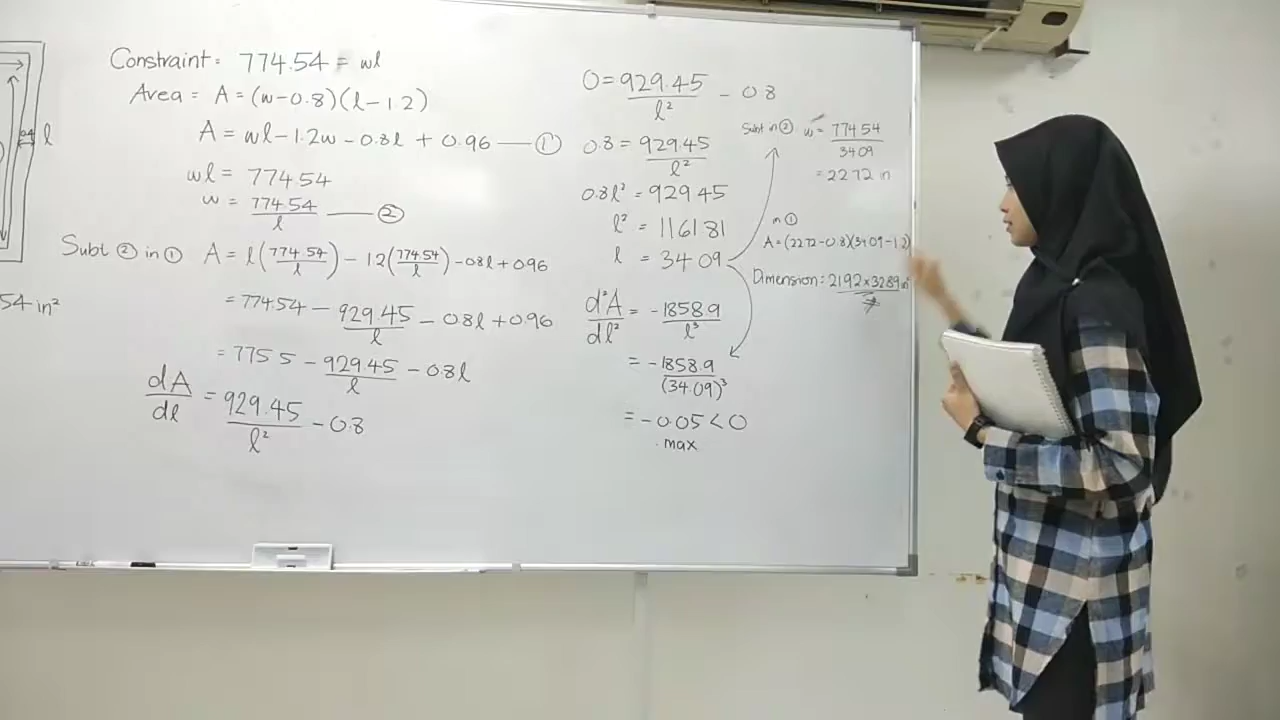 l
0.4
54 in²
Constraint: 774.54 = wl
Area = A = (w-0.8)(l-1.2)
A = wl - 1.2w - 0.8l + 0.96 — ①
wl = 774.54
w = 774.54 / l — ②
Subt ② in ① A = l(774.54/l) - 1.2(774.54/l) - 0.8l + 0.96
= 774.54 - 929.45/l - 0.8l + 0.96
= 775.5 - 929.45/l - 0.8l
dA/dl = 929.45/l² - 0.8
0 = 929.45/l² - 0.8
0.8 = 929.45/l²
0.8l² = 929.45
l² = 1161.81
l = 34.09
d²A/dl² = -1858.9/l³
= -1858.9/(34.09)³
= -0.05 < 0
. max
Subt in ② w = 774.54/34.09
= 22.72 in
in ①
A = (22.72-0.8)(34.09-1.2)
Dimension: 21.92 × 32.89 in²